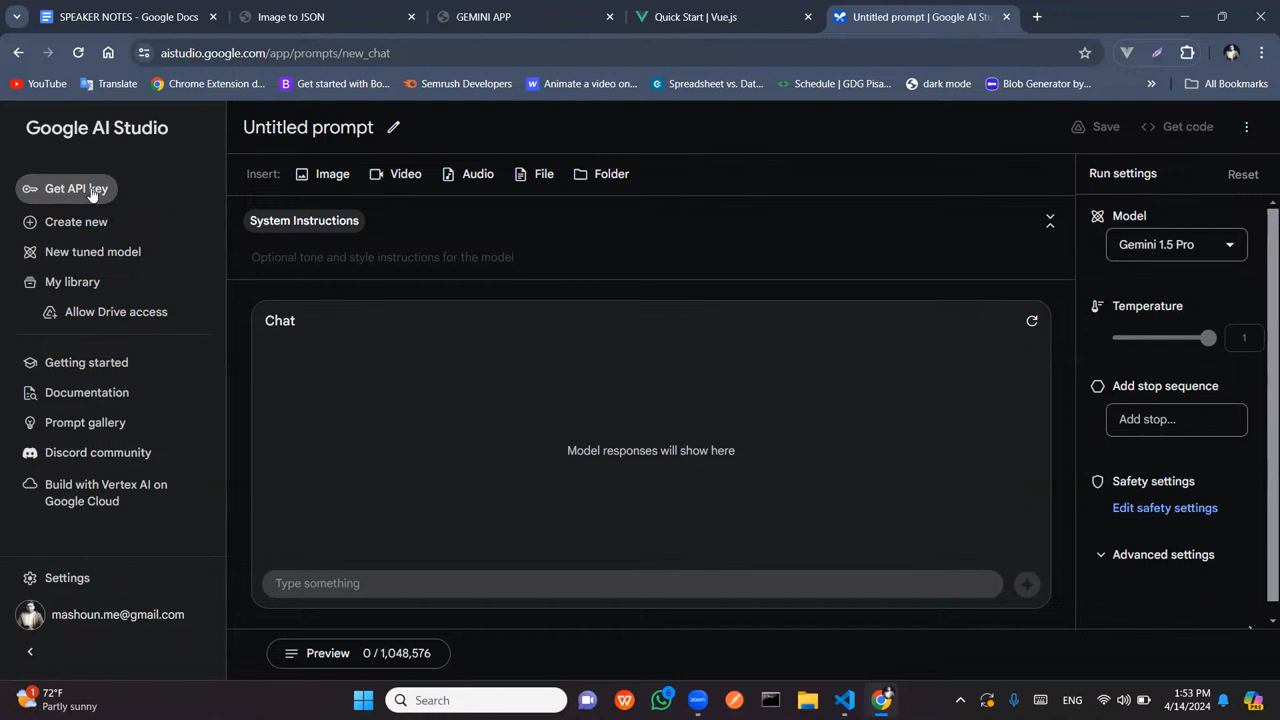 SPEAKER NOTES - Google Docs
Image to JSON
GEMINI APP
Quick Start | Vue.js
Untitled prompt | Google AI Stu
aistudio.google.com/app/prompts/new_chat
YouTube
Translate
Chrome Extension d...
Get started with Bo...
Semrush Developers
Animate a video on...
Spreadsheet vs. Dat...
Schedule | GDG Pisa...
dark mode
Blob Generator by...
All Bookmarks
Google AI Studio
Get API key
Create new
New tuned model
My library
Allow Drive access
Getting started
Documentation
Prompt gallery
Discord community
Build with Vertex AI on
Google Cloud
Settings
mashoun.me@gmail.com
Untitled prompt
Save
Get code
Insert:
Image
Video
Audio
File
Folder
System Instructions
Optional tone and style instructions for the model
Chat
Model responses will show here
Type something
Preview 0 / 1,048,576
Run settings
Reset
Model
Gemini 1.5 Pro
Temperature
1
Add stop sequence
Add stop...
Safety settings
Edit safety settings
Advanced settings
1
72°F
Partly sunny
Search
6
ENG
1:53 PM
4/14/2024